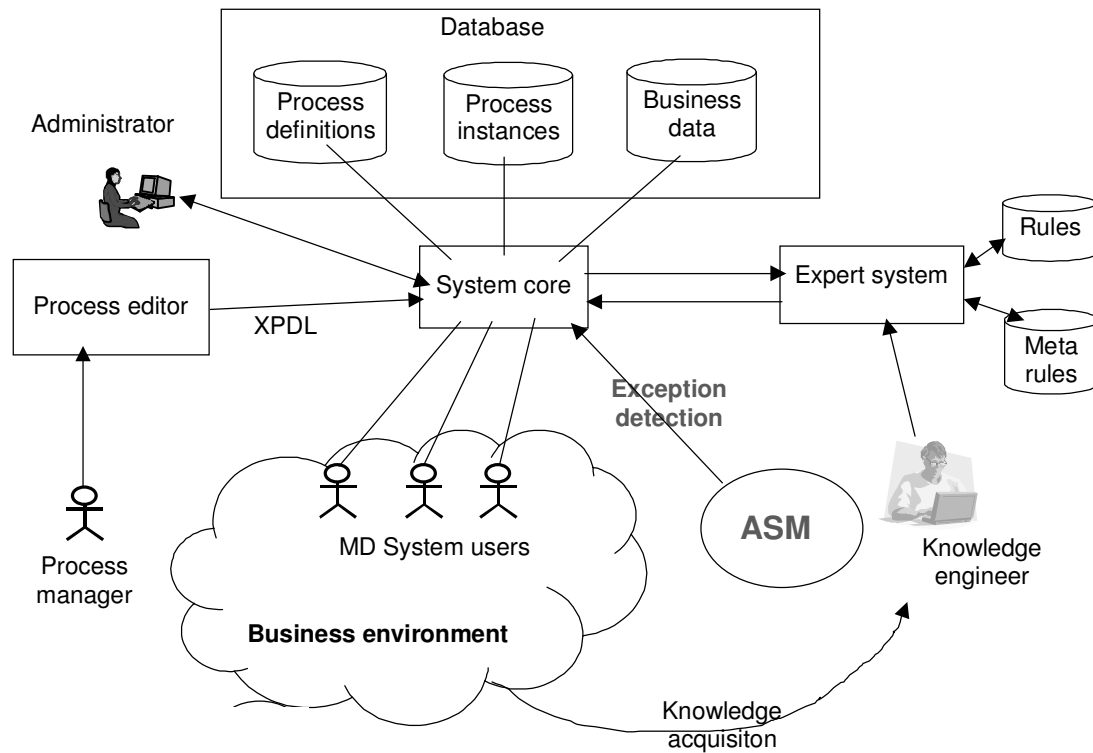 Database
Process
definitions
Process
instances
Business
data
Administrator
Rules
System core
Expert system
Process editor
XPDL
Meta
rules
Exception
detection
ASM
MD System users
Process
manager
Knowledge
engineer
Business environment
Knowledge
acquisiton